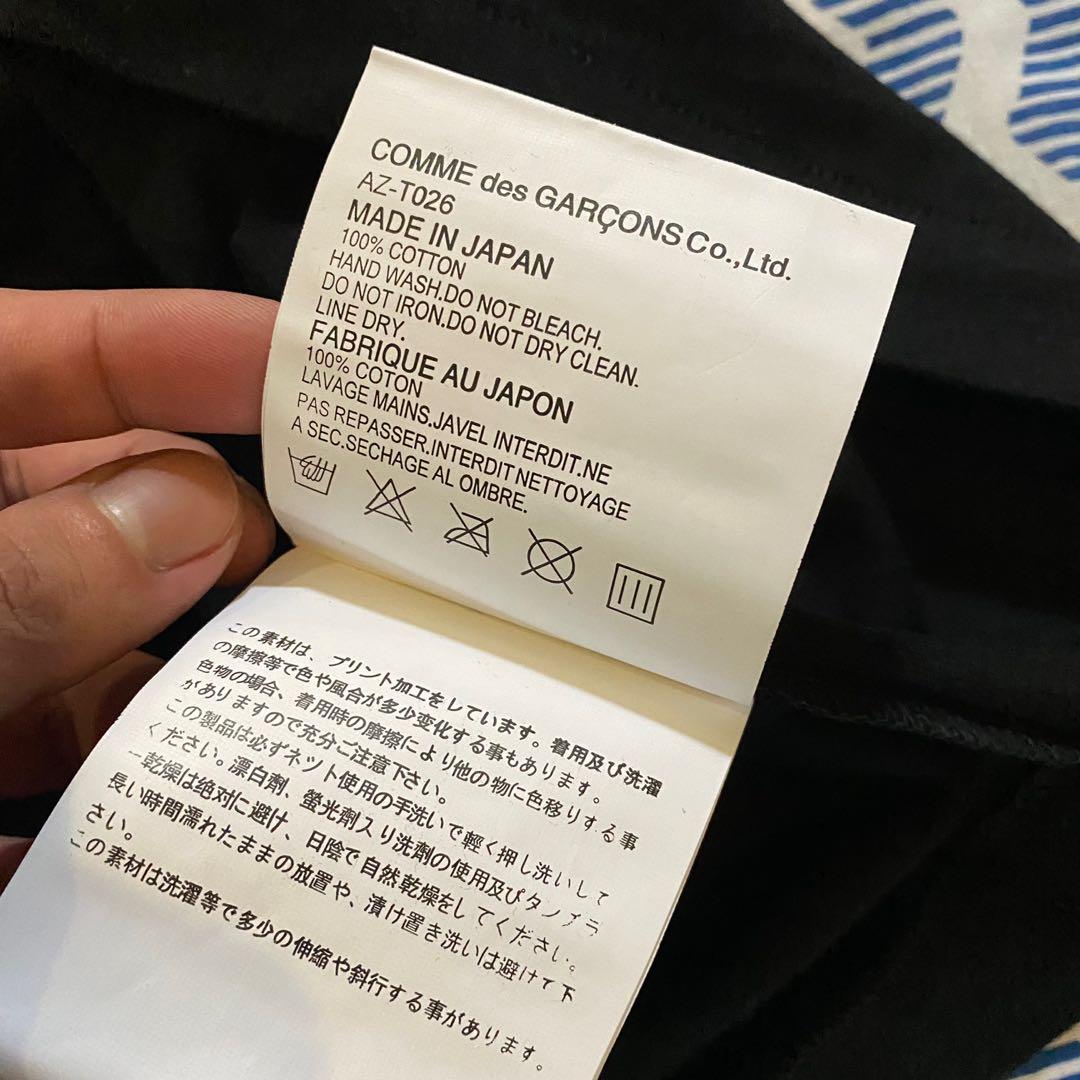 COMME des GARÇONS Co.,Ltd.
AZ-T026
MADE IN JAPAN
100% COTTON
HAND WASH.DO NOT BLEACH.
DO NOT IRON.DO NOT DRY CLEAN.
LINE DRY.
FABRIQUE AU JAPON
100% COTON
LAVAGE MAINS.JAVEL INTERDIT.NE
PAS REPASSER.INTERDIT NETTOYAGE
A SEC.SECHAGE AL OMBRE.
この素材は、プリント加工をしています。着用及び洗濯
の摩擦等で色や風合が多少変化する事もあります。
色物の場合、着用時の摩擦により他の物に色移りする事
がありますので充分ご注意下さい。
この製品は必ずネット使用の手洗いで軽く押し洗いして
ください。漂白剤、螢光剤入り洗剤の使用及びタンブラ
ー乾燥は絶対に避け、日陰で自然乾燥をしてください。
長い時間濡れたままの放置や、漬け置き洗いは避けて下
さい。
この素材は洗濯等で多少の伸縮や斜行する事があります。